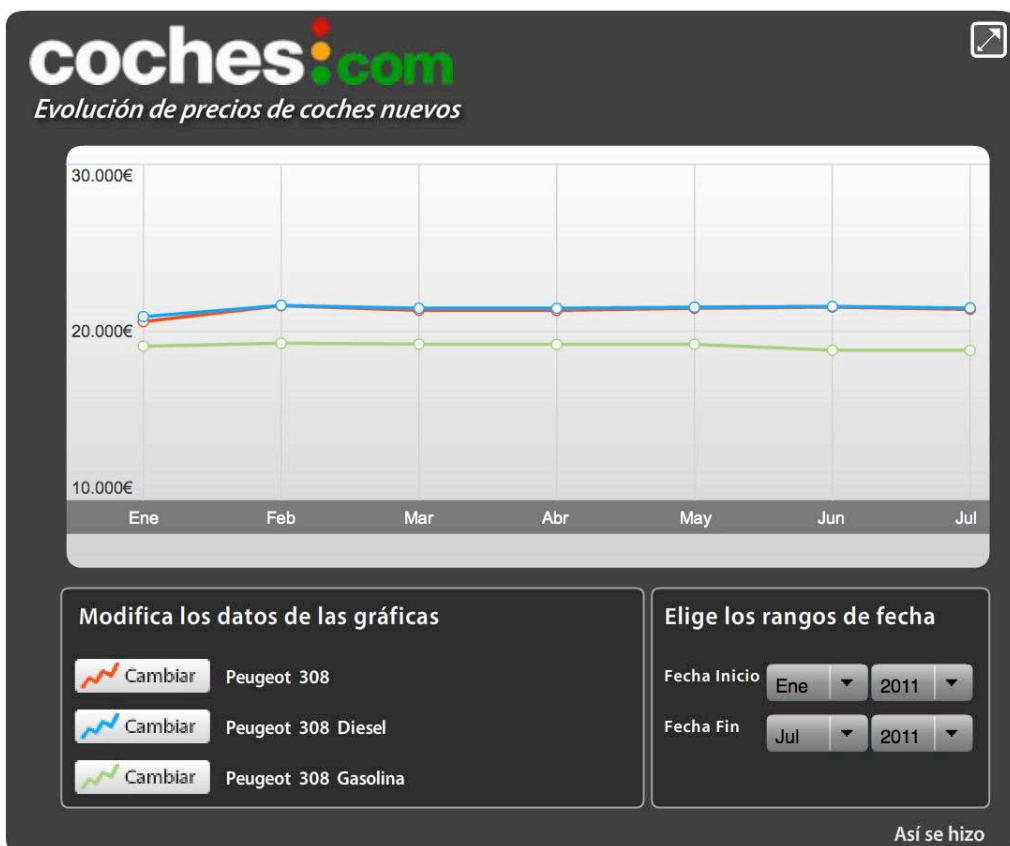 coches:com
Evolución de precios de coches nuevos
30.000€
20.000€
10.000€
Ene Feb Mar Abr May Jun Jul
Modifica los datos de las gráficas
Cambiar Peugeot 308
Cambiar Peugeot 308 Diesel
Cambiar Peugeot 308 Gasolina
Elige los rangos de fecha
Fecha Inicio Ene 2011
Fecha Fin Jul 2011
Así se hizo